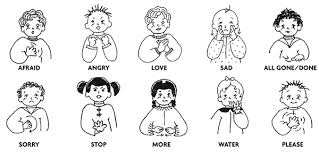 AFRAID ANGRY LOVE SAD ALL GONE/DONE
SORRY STOP MORE WATER PLEASE